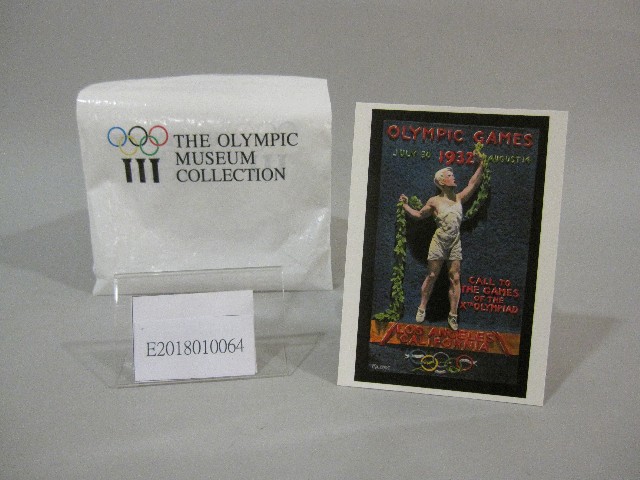 THE OLYMPIC
MUSEUM
COLLECTION
E2018010064
OLYMPIC GAMES
JULY 30 1932 AUGUST 14
CALL TO
THE GAMES
OF THE
XTH OLYMPIAD
LOS ANGELES
CALIFORNIA